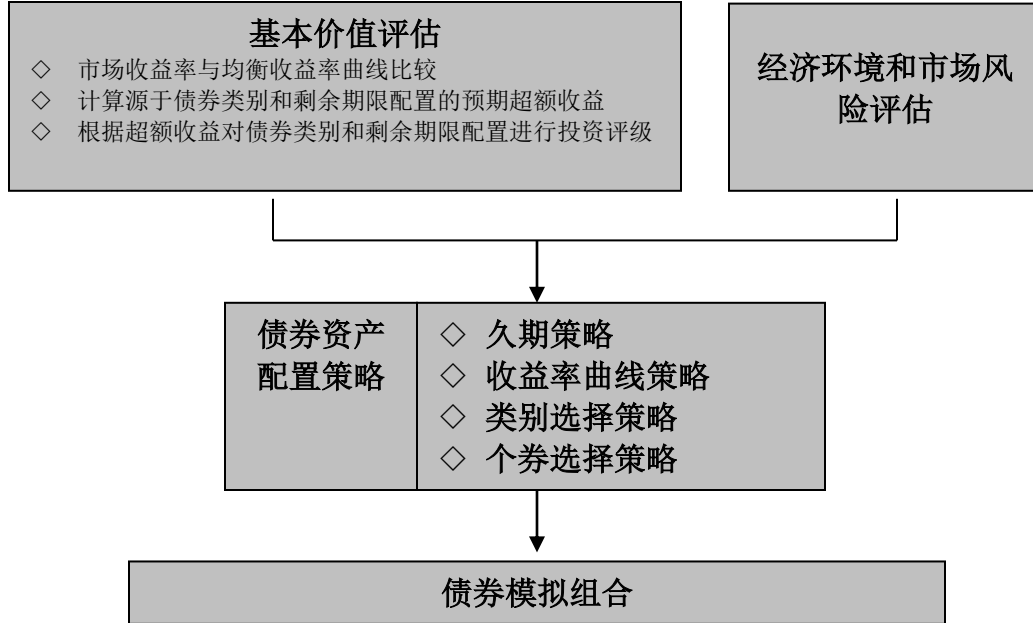 基本价值评估
◇ 市场收益率与均衡收益率曲线比较
◇ 计算源于债券类别和剩余期限配置的预期超额收益
◇ 根据超额收益对债券类别和剩余期限配置进行投资评级
经济环境和市场风
险评估
债券资产
配置策略
◇ 久期策略
◇ 收益率曲线策略
◇ 类别选择策略
◇ 个券选择策略
债券模拟组合